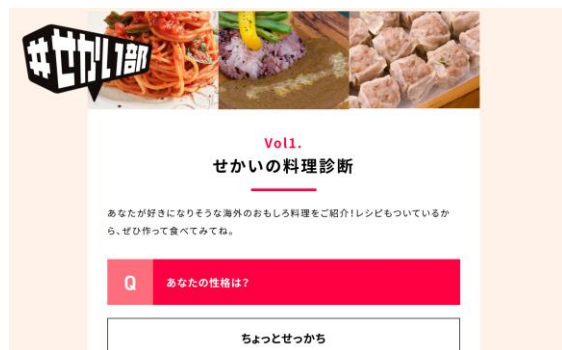 #せかい部
Vol1.
せかいの料理診断
あなたが好きになりそうな海外のおもしろ料理をご紹介!レシピもついているか
ら、ぜひ作って食べてみてね。
Q あなたの性格は?
ちょっとせっかち